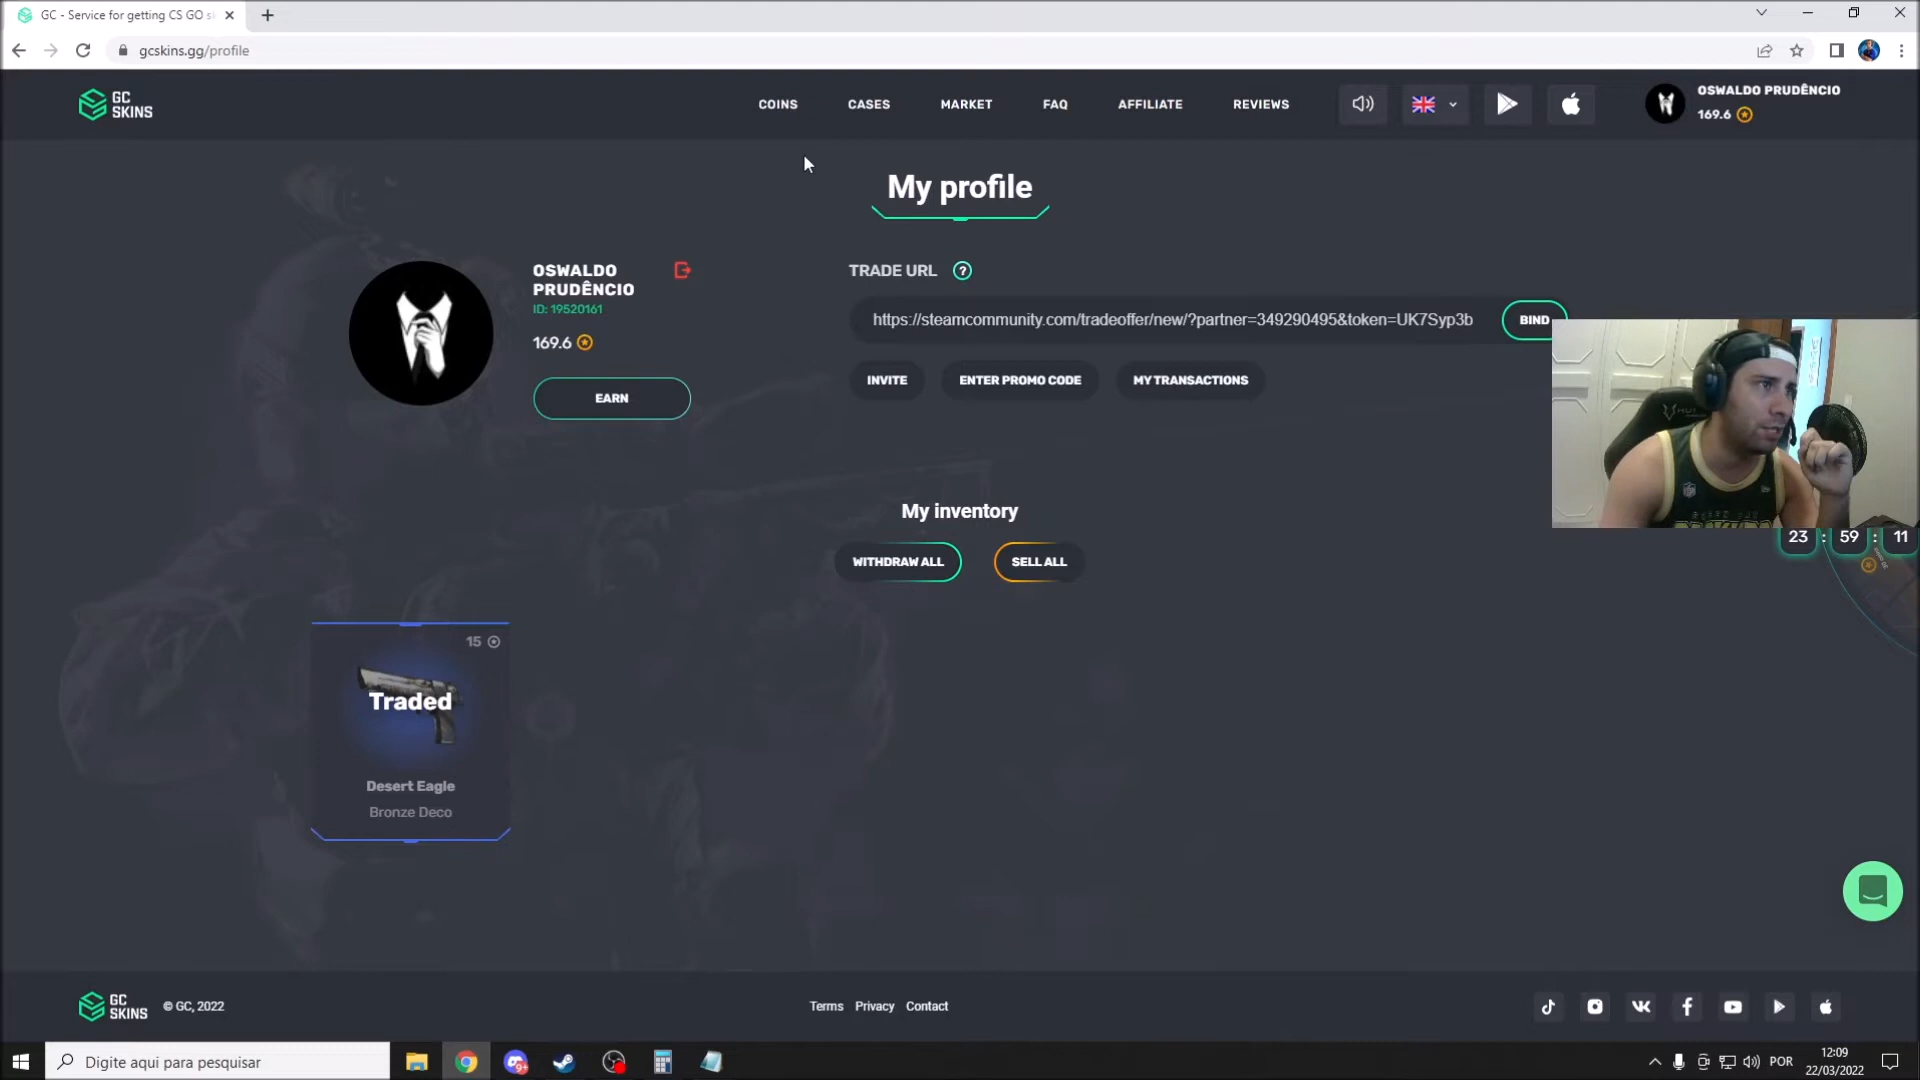 GC - Service for getting CS GO s
gcskins.gg/profile
GC SKINS
COINS
CASES
MARKET
FAQ
AFFILIATE
REVIEWS
OSWALDO PRUDÊNCIO
169.6
My profile
OSWALDO
PRUDÊNCIO
ID: 19520161
169.6
EARN
TRADE URL ?
https://steamcommunity.com/tradeoffer/new/?partner=349290495&token=UK7Syp3b
BIND
INVITE
ENTER PROMO CODE
MY TRANSACTIONS
My inventory
WITHDRAW ALL
SELL ALL
23 : 59 : 11
15
Traded
Desert Eagle
Bronze Deco
GC SKINS
© GC, 2022
Terms
Privacy
Contact
Digite aqui para pesquisar
9+
POR
12:09
22/03/2022